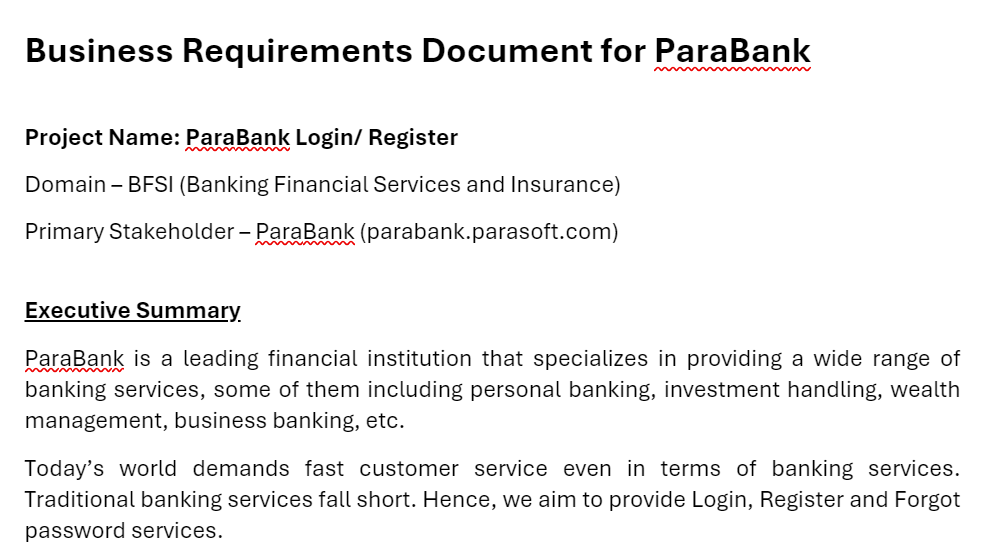 Business Requirements Document for ParaBank
Project Name: ParaBank Login/ Register
Domain – BFSI (Banking Financial Services and Insurance)
Primary Stakeholder – ParaBank (parabank.parasoft.com)
Executive Summary
ParaBank is a leading financial institution that specializes in providing a wide range of
banking services, some of them including personal banking, investment handling, wealth
management, business banking, etc.
Today’s world demands fast customer service even in terms of banking services.
Traditional banking services fall short. Hence, we aim to provide Login, Register and Forgot
password services.